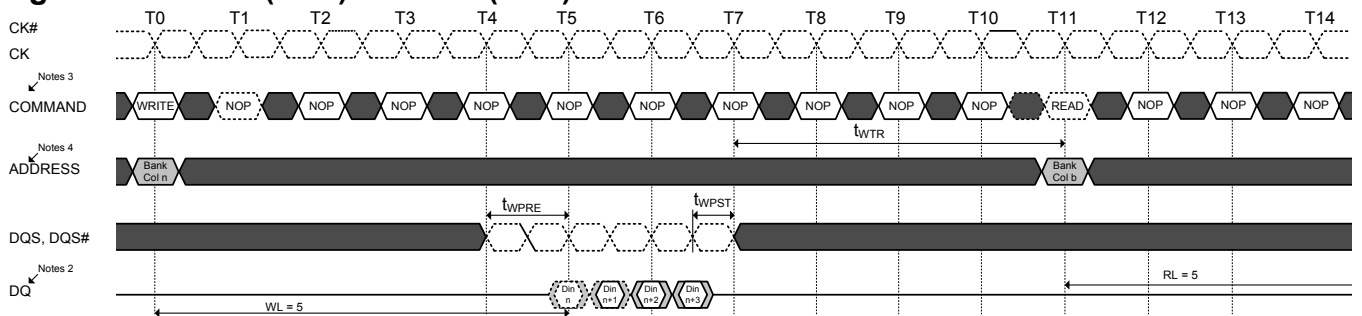 T0 T1 T2 T3 T4 T5 T6 T7 T8 T9 T10 T11 T12 T13 T14
CK#
CK
Notes 3
COMMAND WRITE NOP NOP NOP NOP NOP NOP NOP NOP NOP NOP READ NOP NOP NOP
tWTR
Notes 4
ADDRESS Bank Col n Bank Col b
tWPRE tWPST
DQS, DQS#
Notes 2
DQ Din n Din n+1 Din n+2 Din n+3
RL = 5
WL = 5